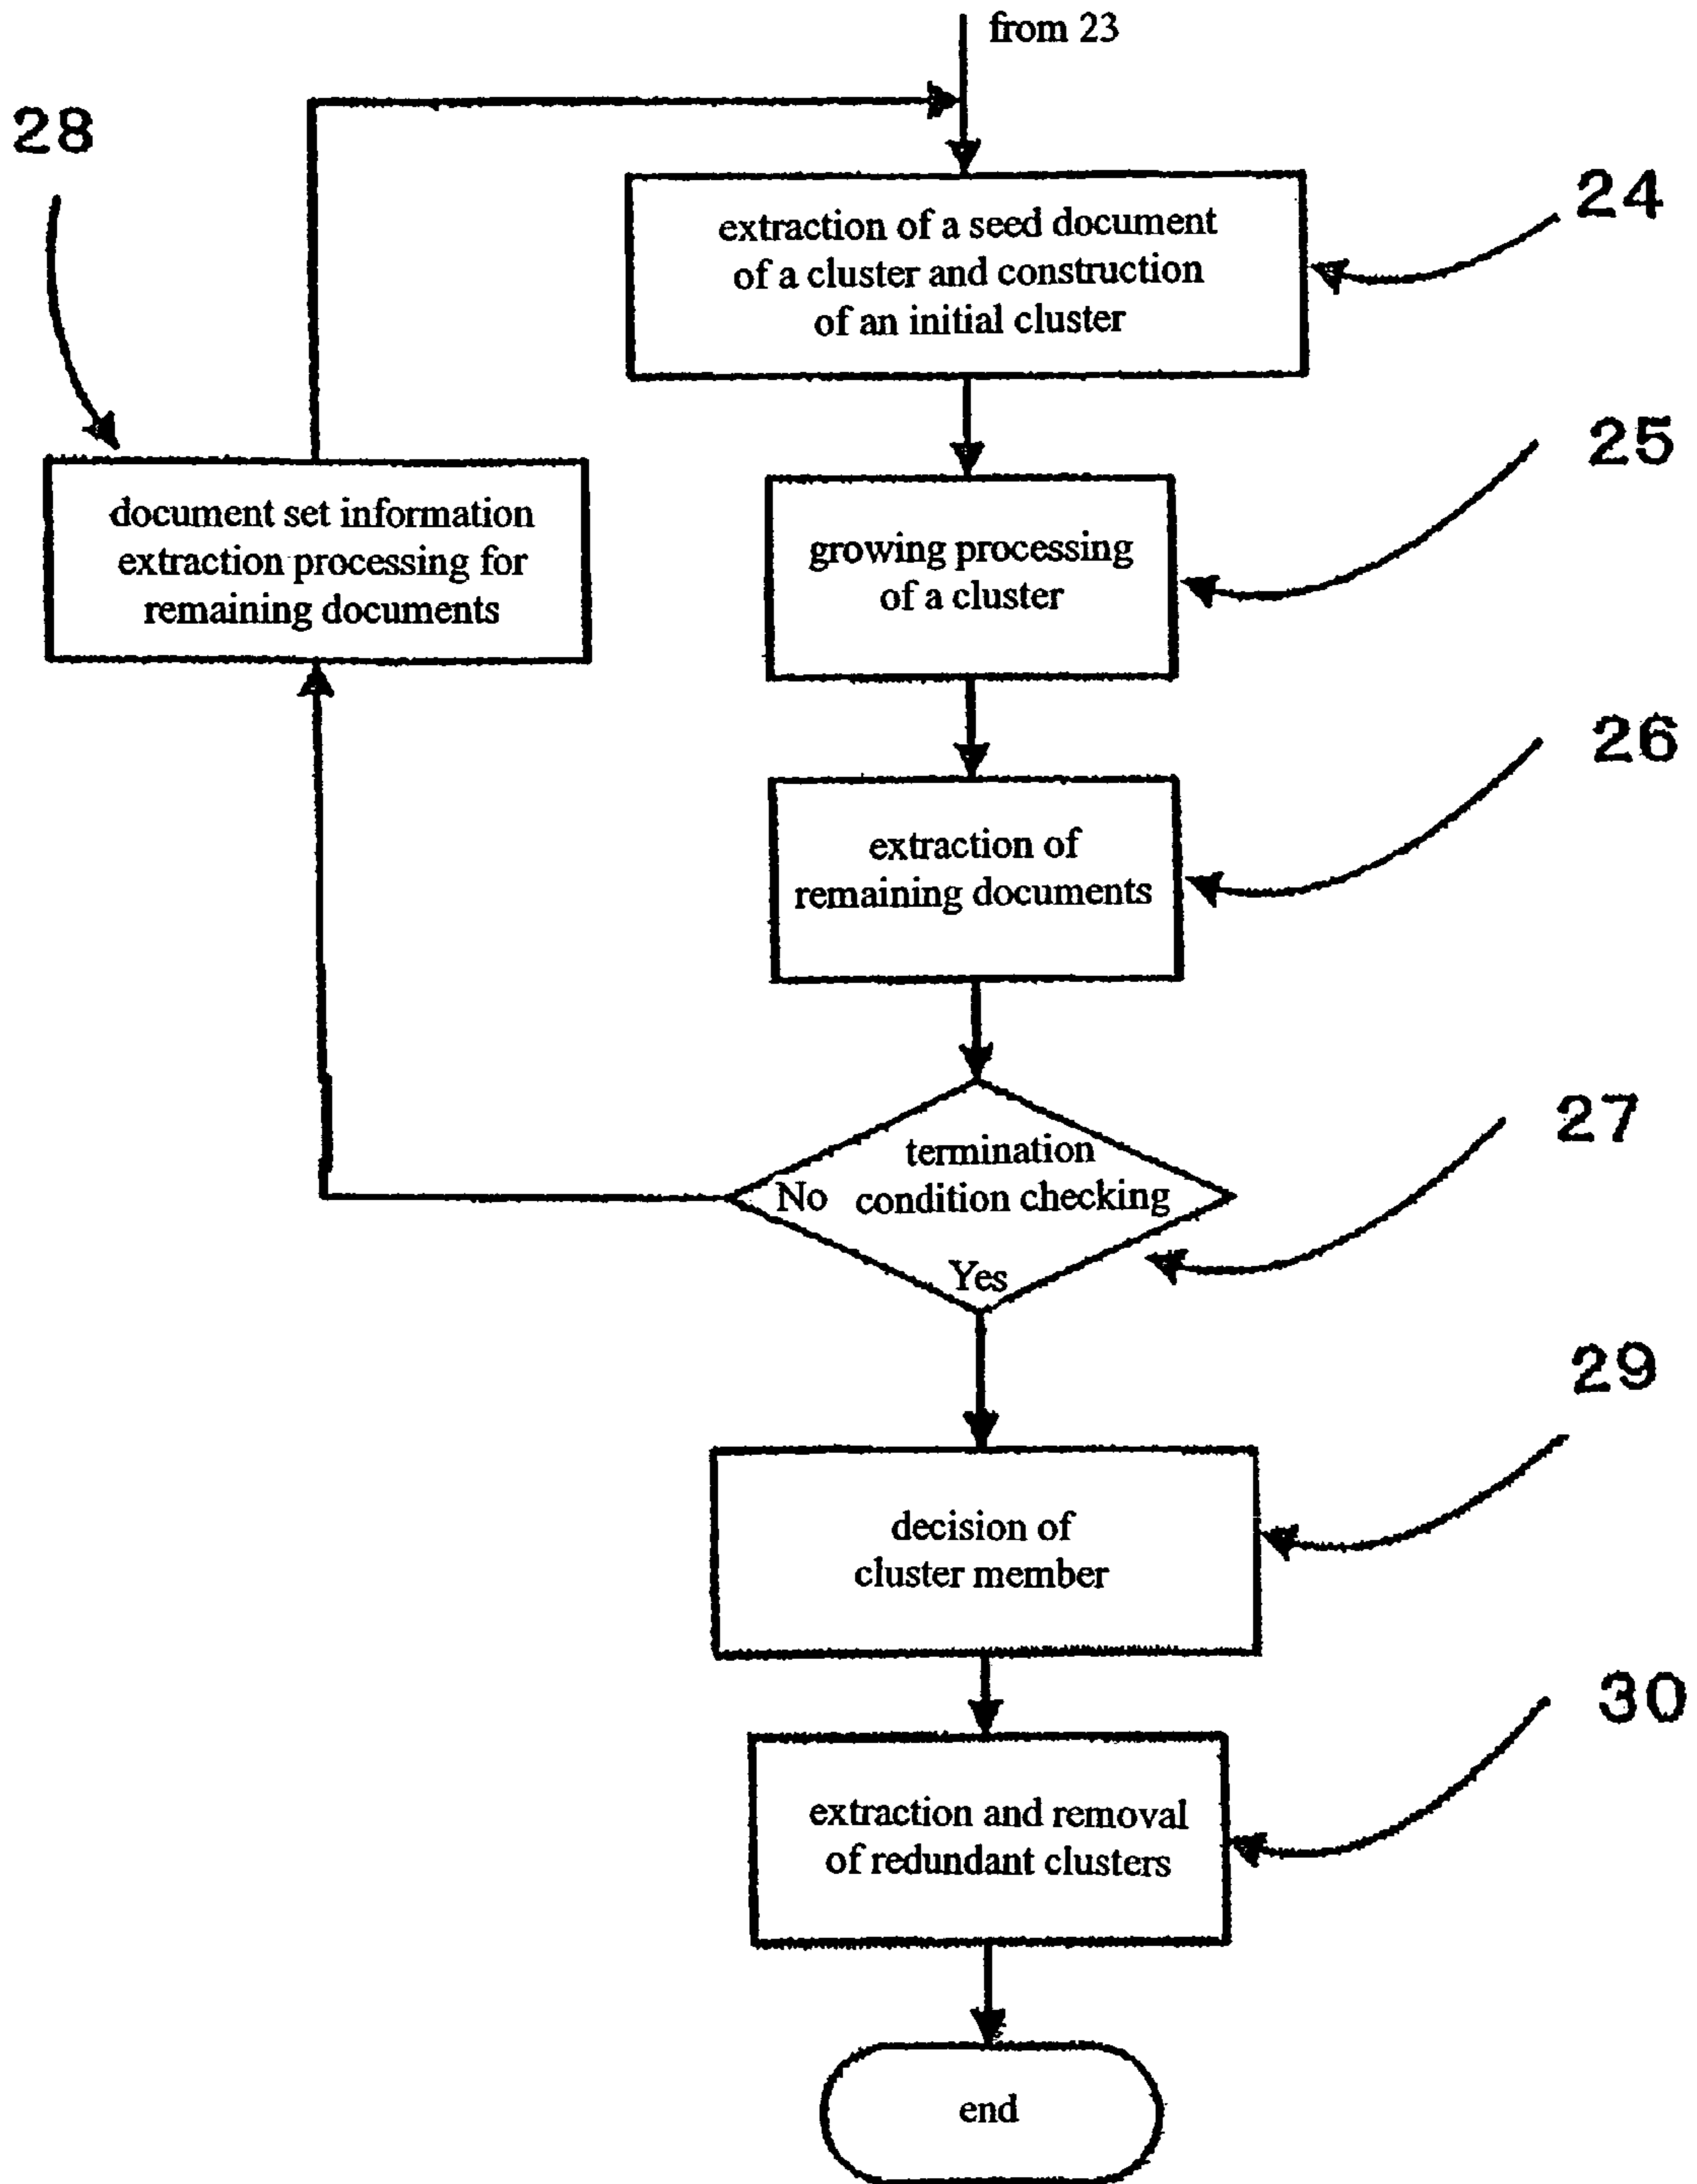 from 23
28
24
extraction of a seed document
of a cluster and construction
of an initial cluster
25
growing processing
of a cluster
document set information
extraction processing for
remaining documents
26
extraction of
remaining documents
27
termination
No condition checking
Yes
29
decision of
cluster member
30
extraction and removal
of redundant clusters
end